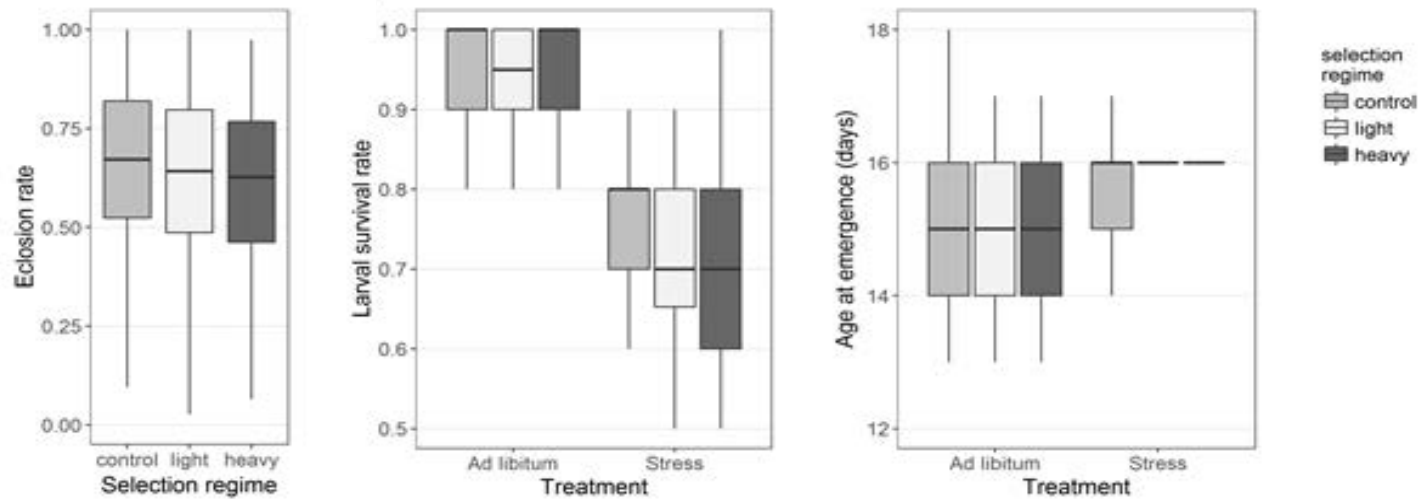 Eclosion rate
1.00
0.75
0.50
0.25
0.00
control light heavy
Selection regime
Larval survival rate
1.0
0.9
0.8
0.7
0.6
0.5
Ad libitum Stress
Treatment
Age at emergence (days)
18
16
14
12
Ad libitum Stress
Treatment
selection
regime
control
light
heavy